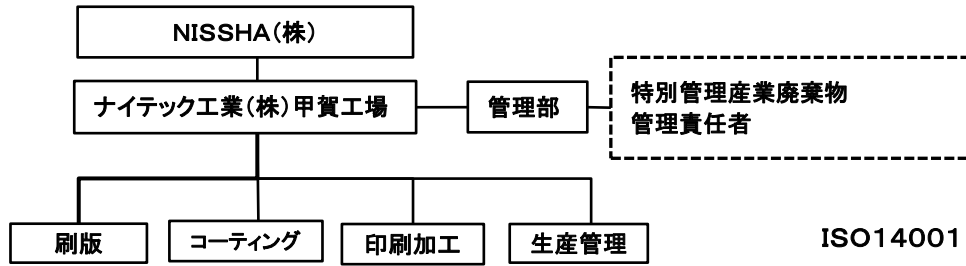 NISSHA(株)
ナイテック工業(株)甲賀工場
管理部
特別管理産業廃棄物
管理責任者
刷版
コーティング
印刷加工
生産管理
ISO14001